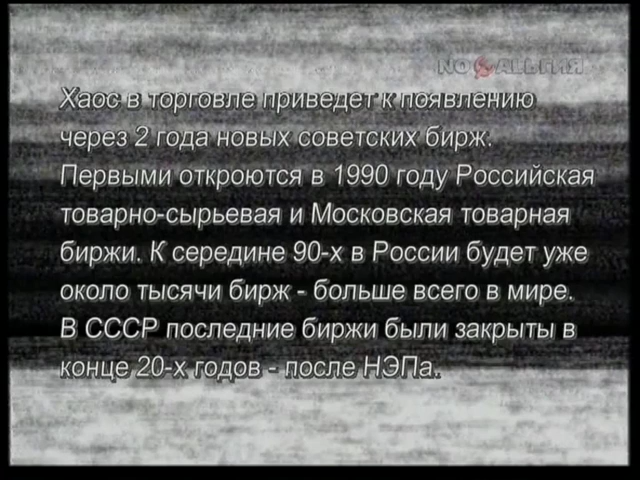 NOСТАЛЬГИЯ
Хаос в торговле приведет к появлению
через 2 года новых советских бирж.
Первыми откроются в 1990 году Российская
товарно-сырьевая и Московская товарная
биржи. К середине 90-х в России будет уже
около тысячи бирж - больше всего в мире.
В СССР последние биржи были закрыты в
конце 20-х годов - после НЭПа.